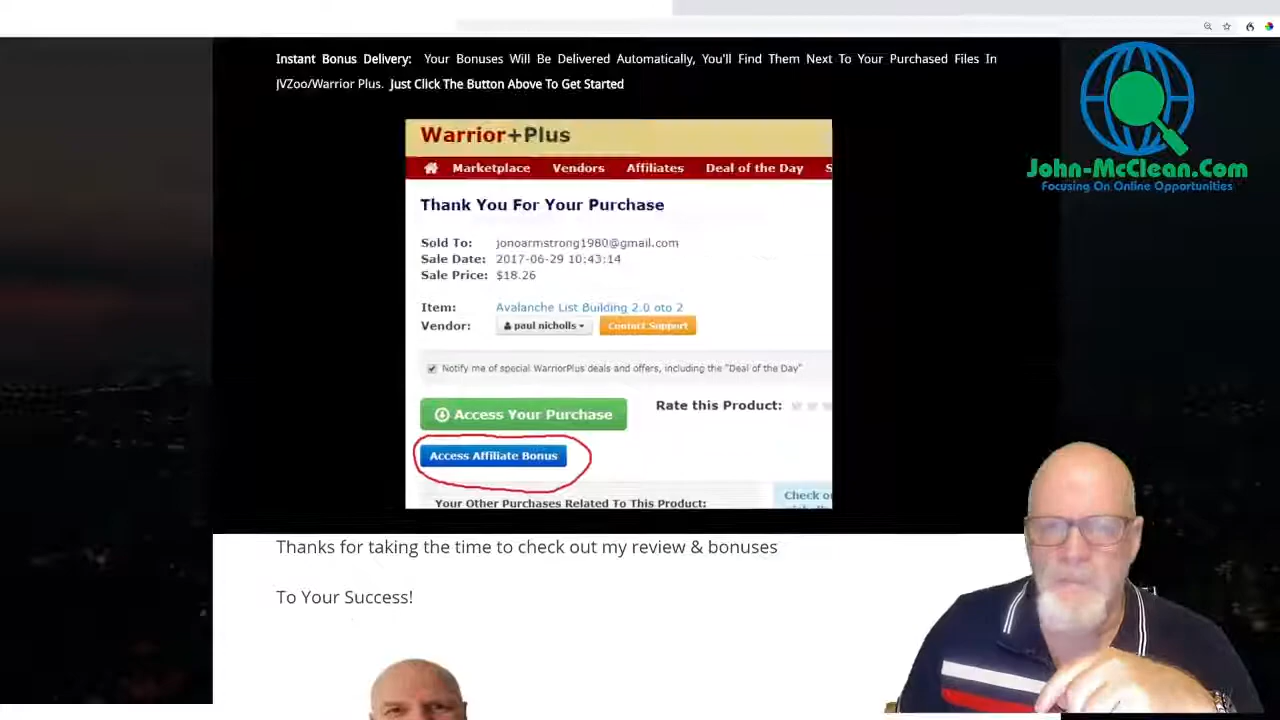 Instant Bonus Delivery: Your Bonuses Will Be Delivered Automatically, You'll Find Them Next To Your Purchased Files In
JVZoo/Warrior Plus. Just Click The Button Above To Get Started
John-McClean.Com
Focusing On Online Opportunities
Warrior+Plus
Marketplace Vendors Affiliates Deal of the Day S
Thank You For Your Purchase
Sold To: jonoarmstrong1980@gmail.com
Sale Date: 2017-06-29 10:43:14
Sale Price: $18.26
Item: Avalanche List Building 2.0 oto 2
Vendor: paul nicholls Contact Support
Notify me of special WarriorPlus deals and offers, including the "Deal of the Day"
Access Your Purchase
Rate this Product:
Access Affiliate Bonus
Your Other Purchases Related To This Product:
Check
Thanks for taking the time to check out my review & bonuses
To Your Success!